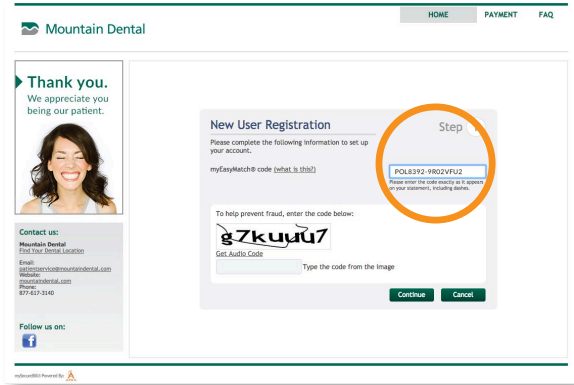 HOME PAYMENT FAQ
Mountain Dental
Thank you.
We appreciate you
being our patient.
Contact us:
Mountain Dental
Find Your Dental Location
Email:
patientservice@mountaindental.com
Website:
mountaindental.com
Phone:
877-617-3140
Follow us on:
f
New User Registration
Step
Please complete the following information to set up
your account.
myEasyMatch® code (what is this?)
POL8392-9R02VFU2
Please enter the code exactly as it appears
on your statement, including dashes.
To help prevent fraud, enter the code below:
g7kuyu7
Get Audio Code
Type the code from the image
Continue Cancel
mySecureBill® Powered By: